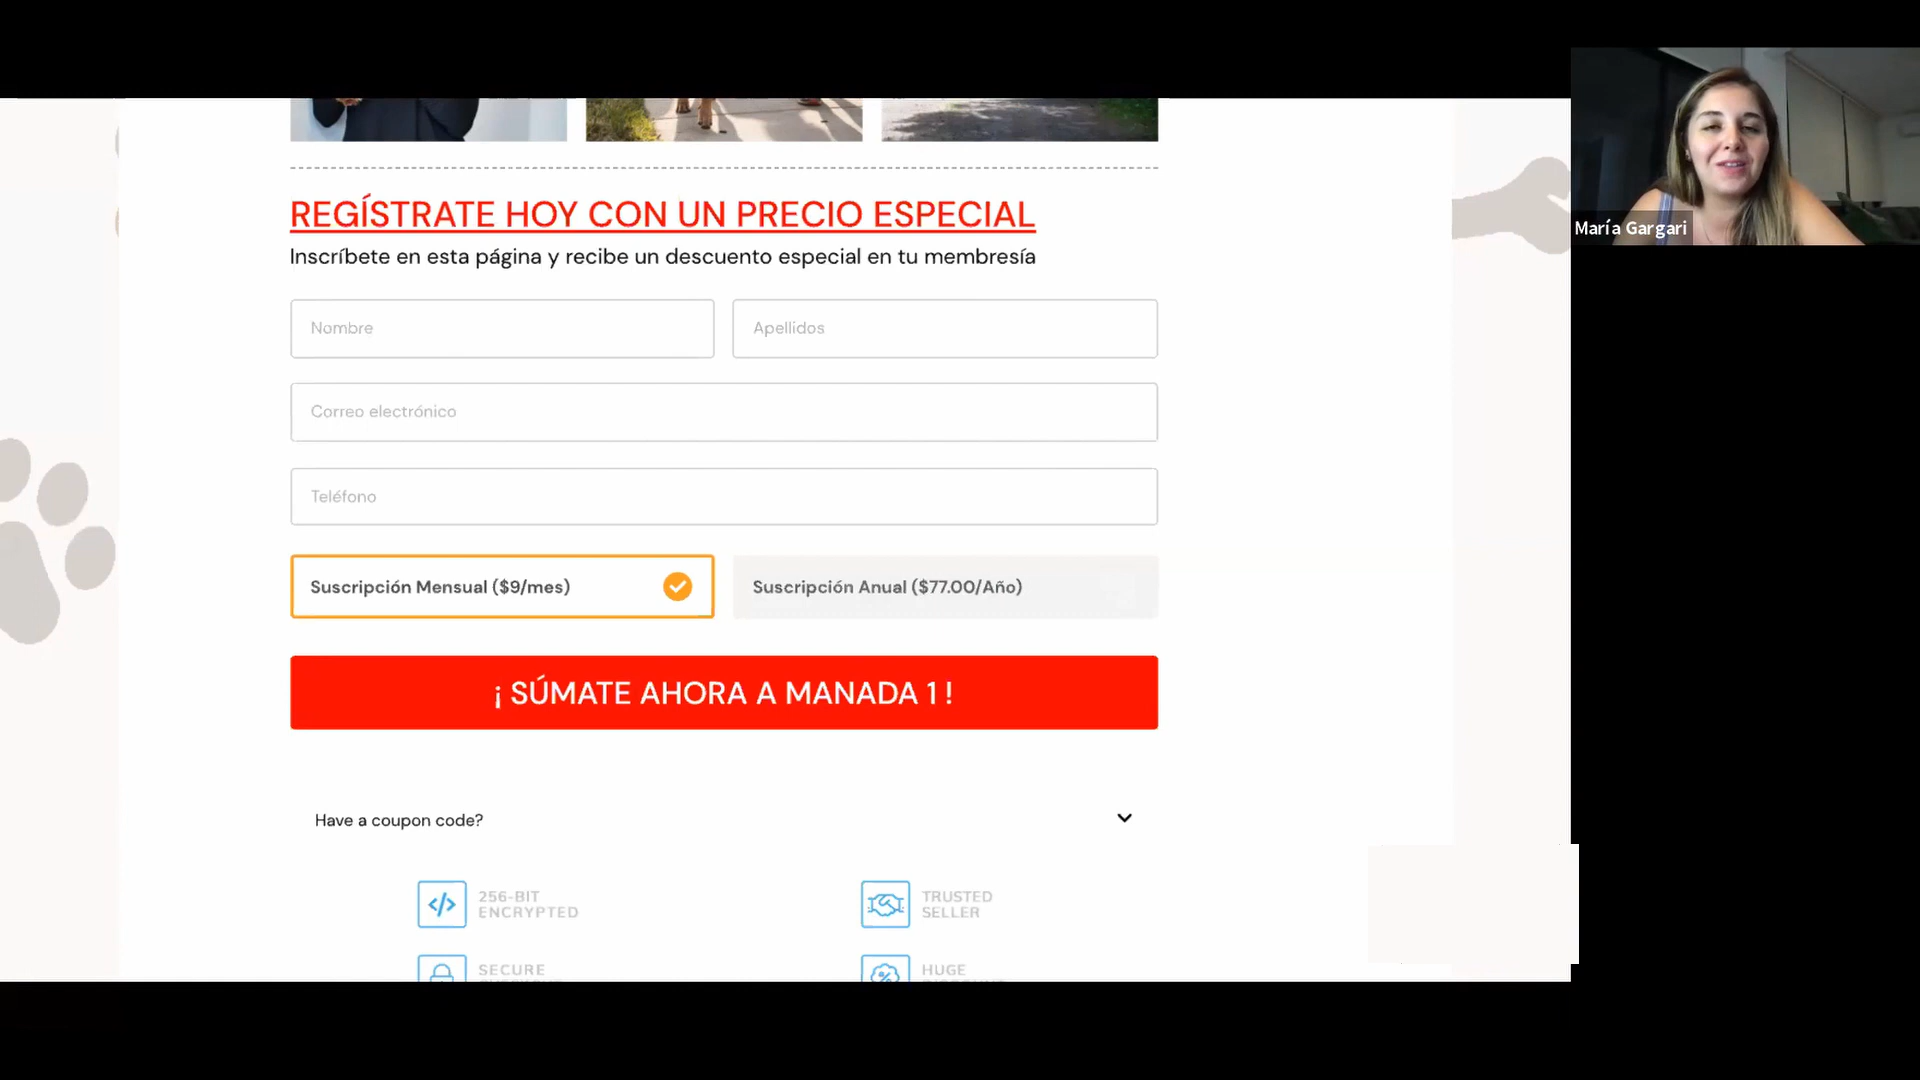 REGÍSTRATE HOY CON UN PRECIO ESPECIAL
Inscríbete en esta página y recibe un descuento especial en tu membresía
Nombre
Apellidos
Correo electrónico
Teléfono
Suscripción Mensual ($9/mes)
Suscripción Anual ($77.00/Año)
¡ SÚMATE AHORA A MANADA 1 !
Have a coupon code?
256-BIT
ENCRYPTED
TRUSTED
SELLER
SECURE
HUGE
María Gargari